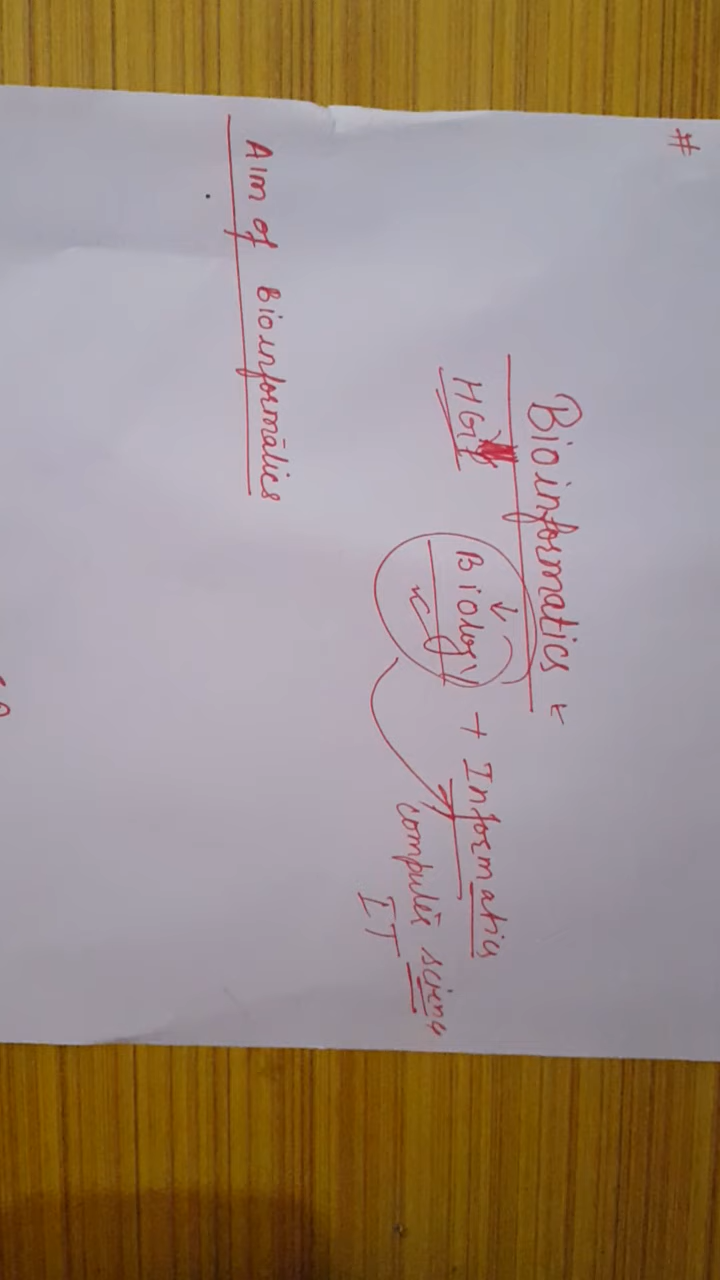 #
Bioinformatics
HGP
Biology + Informatics
computer science
IT
Aim of Bioinformatics